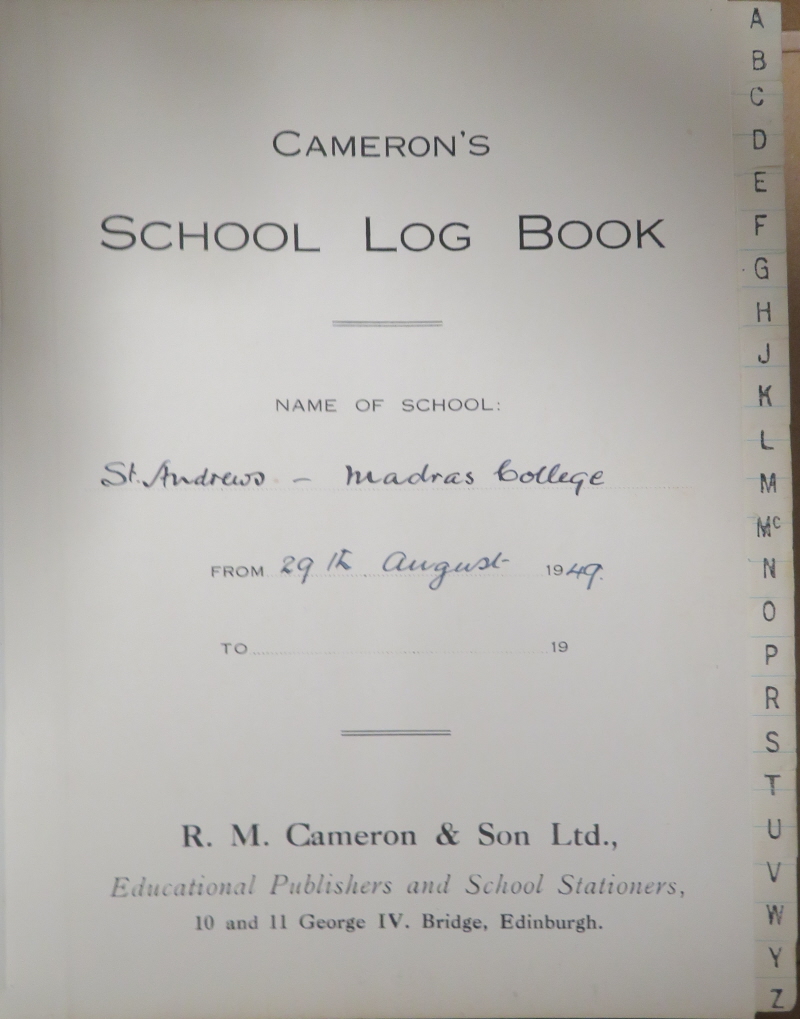 CAMERON'S
SCHOOL LOG BOOK
NAME OF SCHOOL:
St. Andrews – Madras College
FROM 29th August 1949.
TO 19
R. M. Cameron & Son Ltd.,
Educational Publishers and School Stationers,
10 and 11 George IV. Bridge, Edinburgh.
A
B
C
D
E
F
G
H
J
K
L
M
Mc
N
O
P
R
S
T
U
V
W
Y
Z